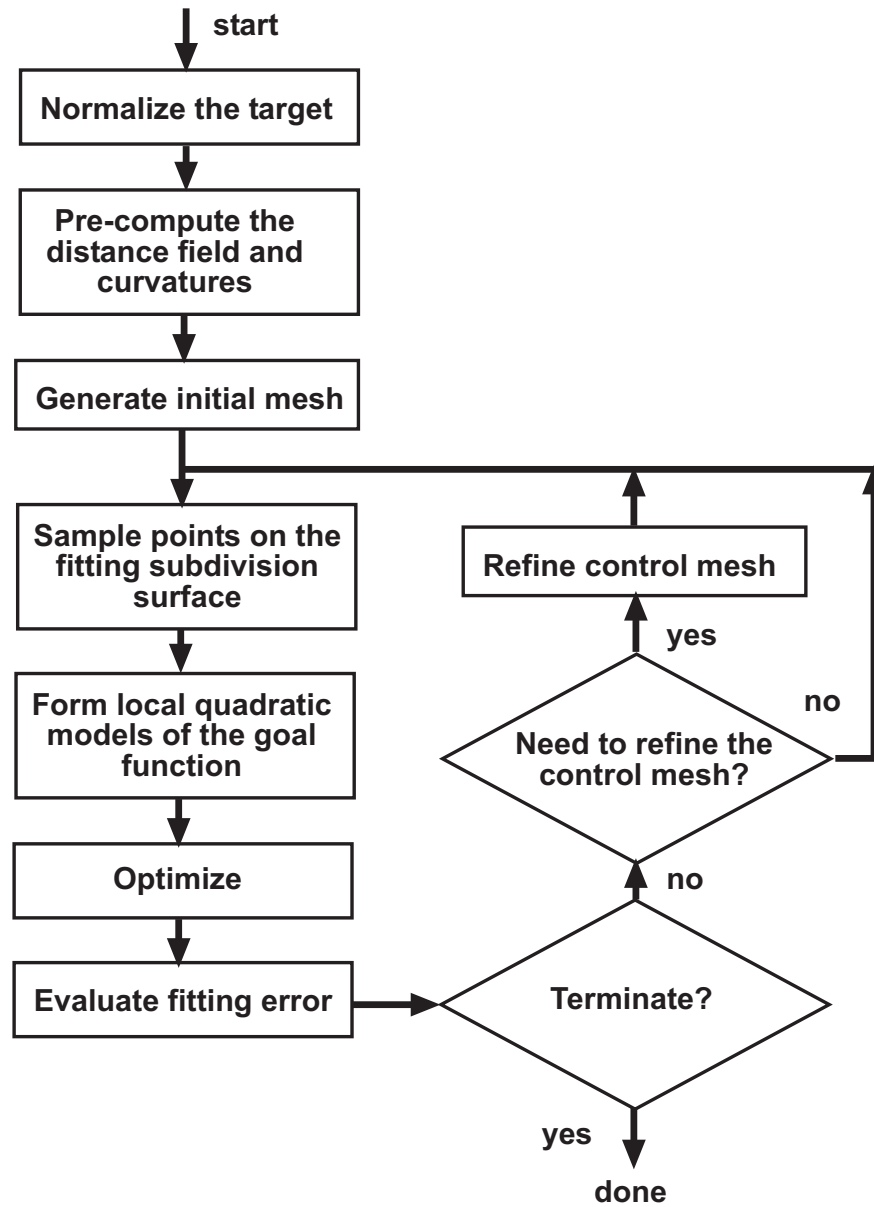 start
Normalize the target
Pre-compute the
distance field and
curvatures
Generate initial mesh
Sample points on the
fitting subdivision
surface
Form local quadratic
models of the goal
function
Optimize
Evaluate fitting error
Refine control mesh
yes
no
Need to refine the
control mesh?
no
Terminate?
yes
done